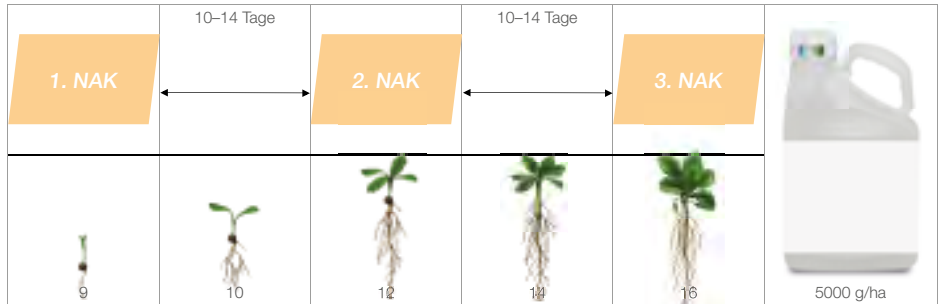 10–14 Tage
10–14 Tage
1. NAK
2. NAK
3. NAK
9
10
12
14
16
5000 g/ha